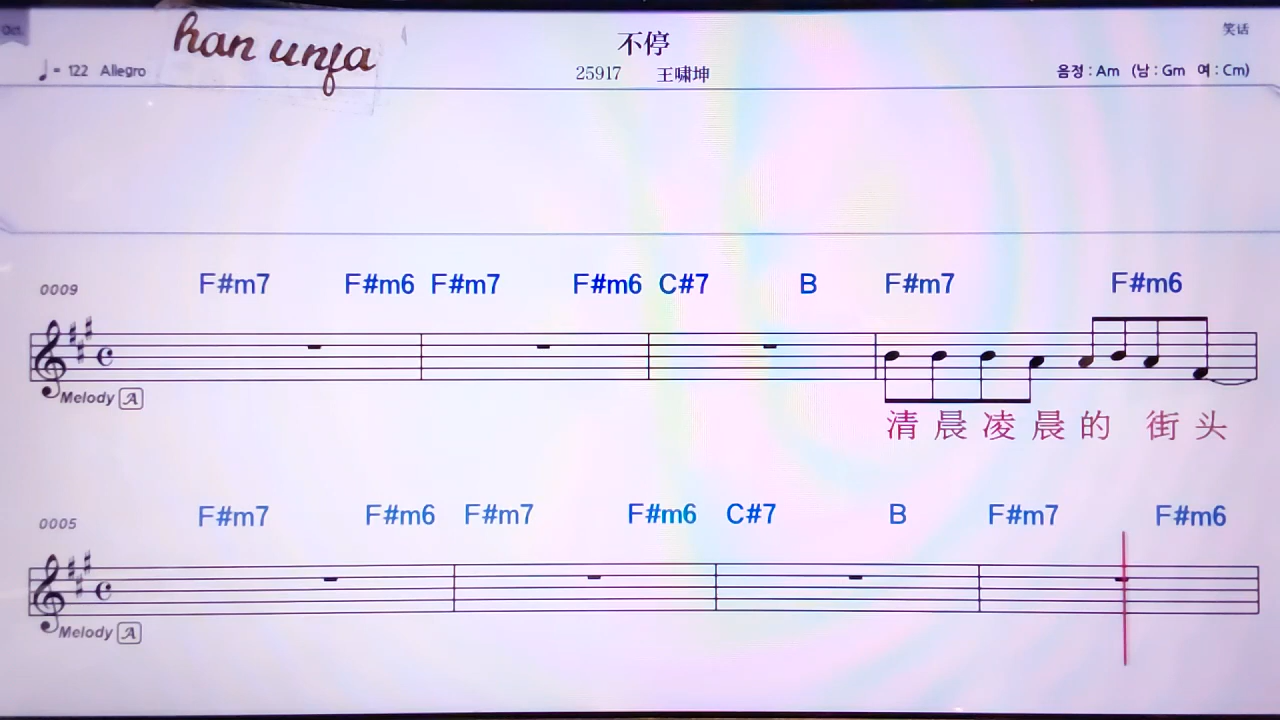 Oct.
han unfa
不停
笑话
♩= 122 Allegro
25917 王啸坤
음정 : Am (남 : Gm 여 : Cm)
0009 F#m7 F#m6 F#m7 F#m6 C#7 B F#m7 F#m6
Melody A
清晨凌晨的 街头
0005 F#m7 F#m6 F#m7 F#m6 C#7 B F#m7 F#m6
Melody A